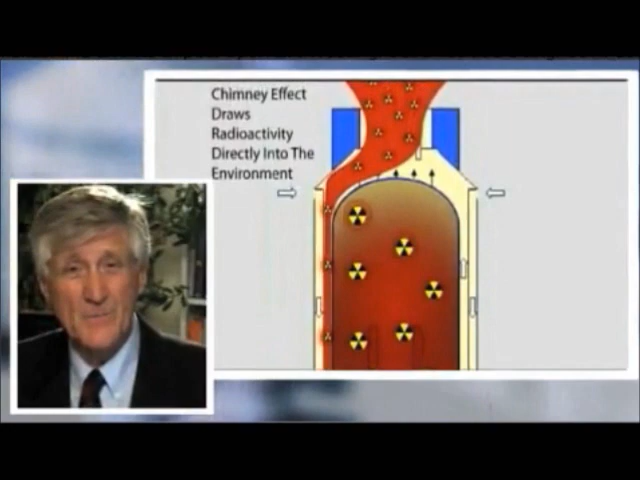 Chimney Effect
Draws
Radioactivity
Directly Into The
Environment